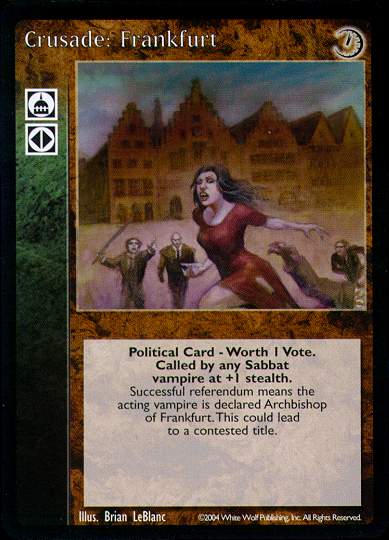 Crusade: Frankfurt
Political Card - Worth 1 Vote.
Called by any Sabbat
vampire at +1 stealth.
Successful referendum means the
acting vampire is declared Archbishop
of Frankfurt. This could lead
to a contested title.
Illus. Brian LeBlanc
©2004 White Wolf Publishing, Inc. All Rights Reserved.